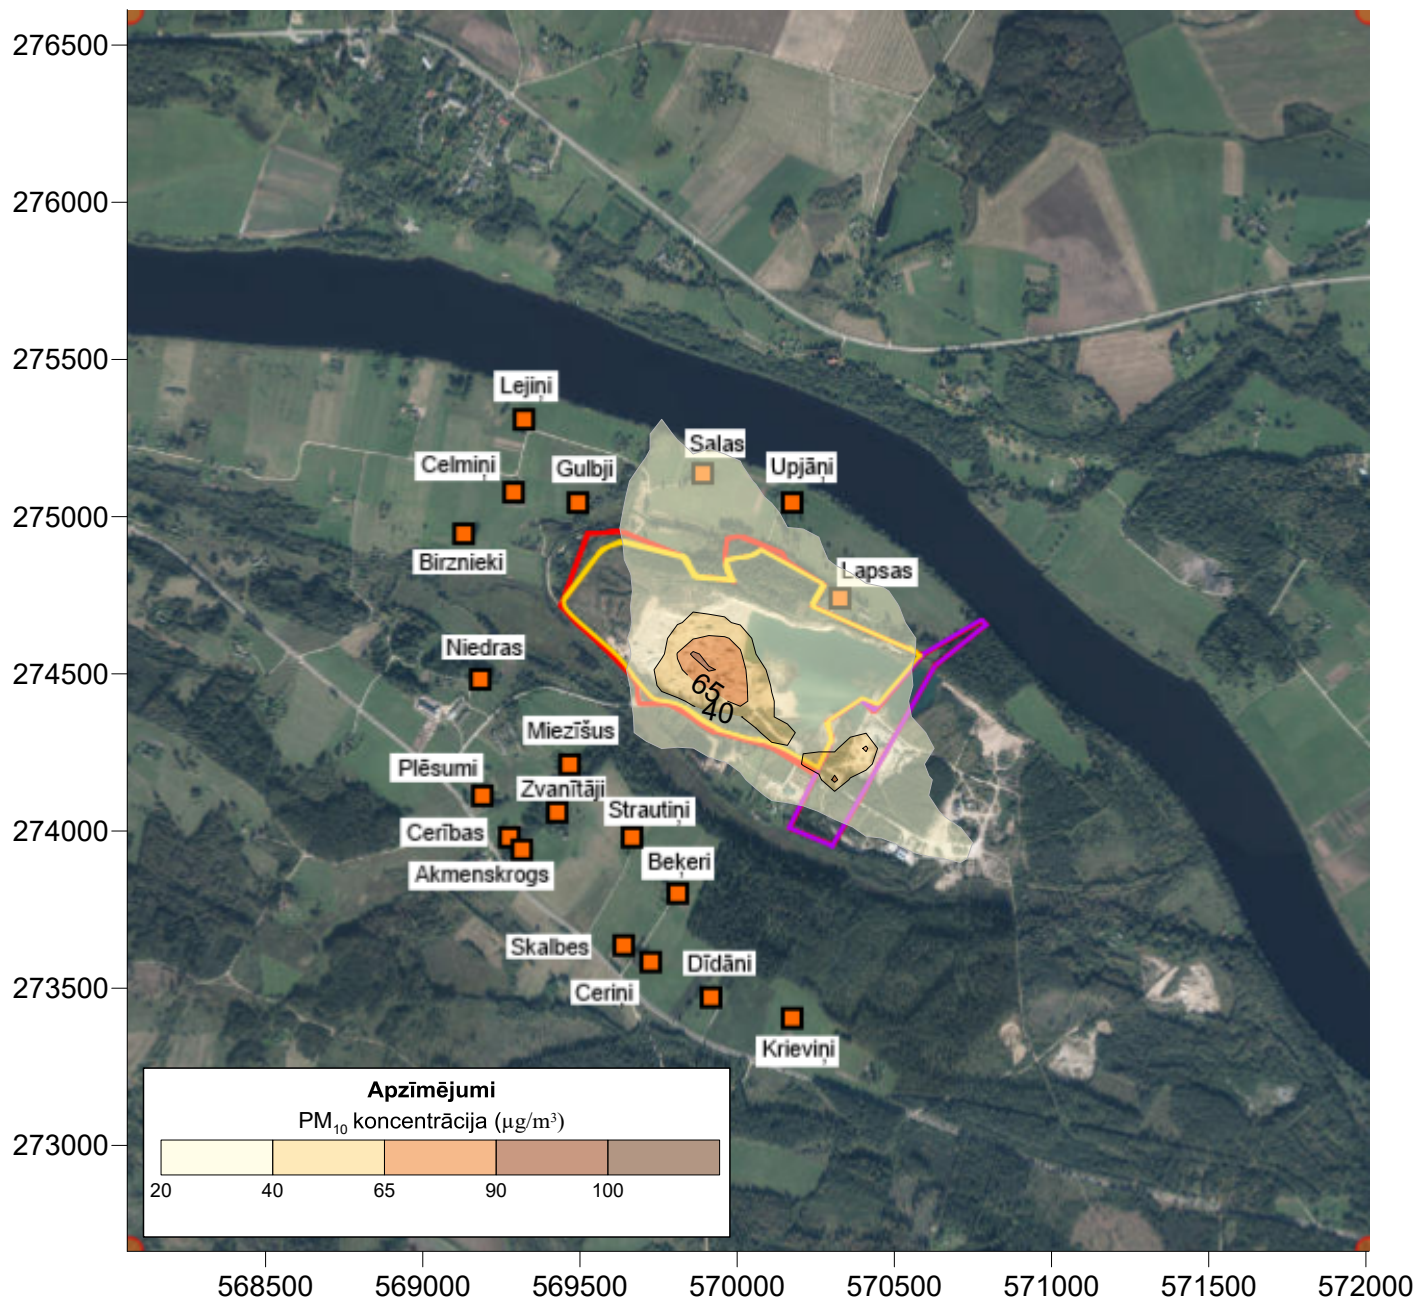 276500
276000
275500
275000
274500
274000
273500
273000
Lejiņi
Salas
Celmiņi
Gulbji
Upjāņi
Birznieki
Lapsas
Niedras
65
40
Miezīšus
Plēsumi
Zvanītāji
Strautiņi
Cerības
Akmenskrogs
Beķeri
Skalbes
Dīdāni
Ceriņi
Krieviņi
Apzīmējumi
PM₁₀ koncentrācija (µg/m³)
20 40 65 90 100
568500 569000 569500 570000 570500 571000 571500 572000